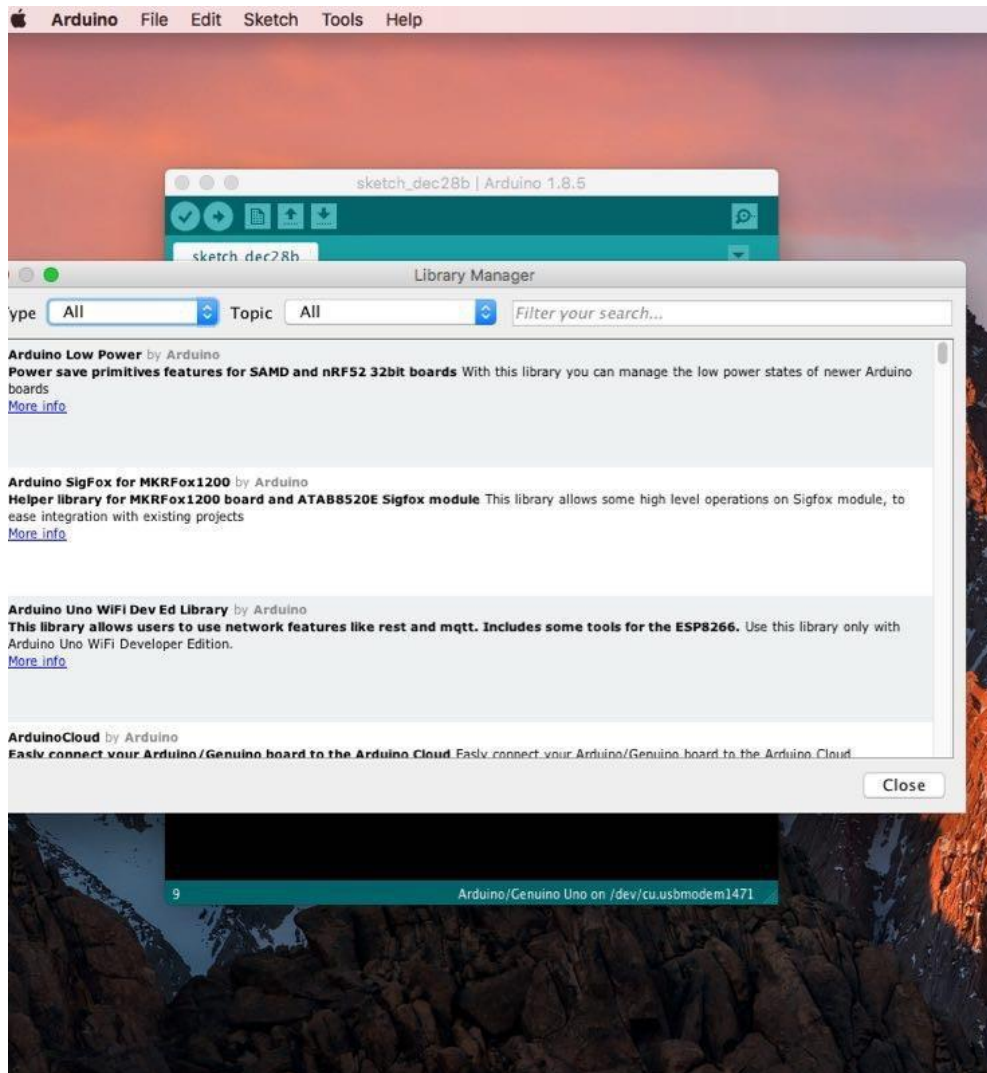 Arduino File Edit Sketch Tools Help
sketch_dec28b | Arduino 1.8.5
sketch_dec28b
Library Manager
ype All Topic All Filter your search...
Arduino Low Power by Arduino
Power save primitives features for SAMD and nRF52 32bit boards With this library you can manage the low power states of newer Arduino
boards
More info
Arduino SigFox for MKRFox1200 by Arduino
Helper library for MKRFox1200 board and ATAB8520E Sigfox module This library allows some high level operations on Sigfox module, to
ease integration with existing projects
More info
Arduino Uno WiFi Dev Ed Library by Arduino
This library allows users to use network features like rest and mqtt. Includes some tools for the ESP8266. Use this library only with
Arduino Uno WiFi Developer Edition.
More info
ArduinoCloud by Arduino
Easly connect your Arduino/Genuino board to the Arduino Cloud Easly connect your Arduino/Genuino board to the Arduino Cloud
Close
9 Arduino/Genuino Uno on /dev/cu.usbmodem1471